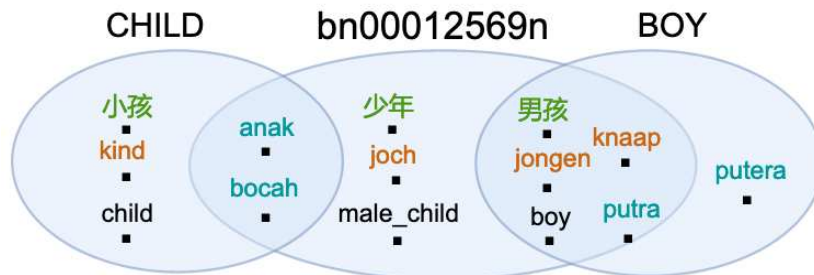 CHILD bn00012569n BOY
小孩 少年 男孩
anak knaap
kind joch jongen
putera
bocah
child male_child boy putra